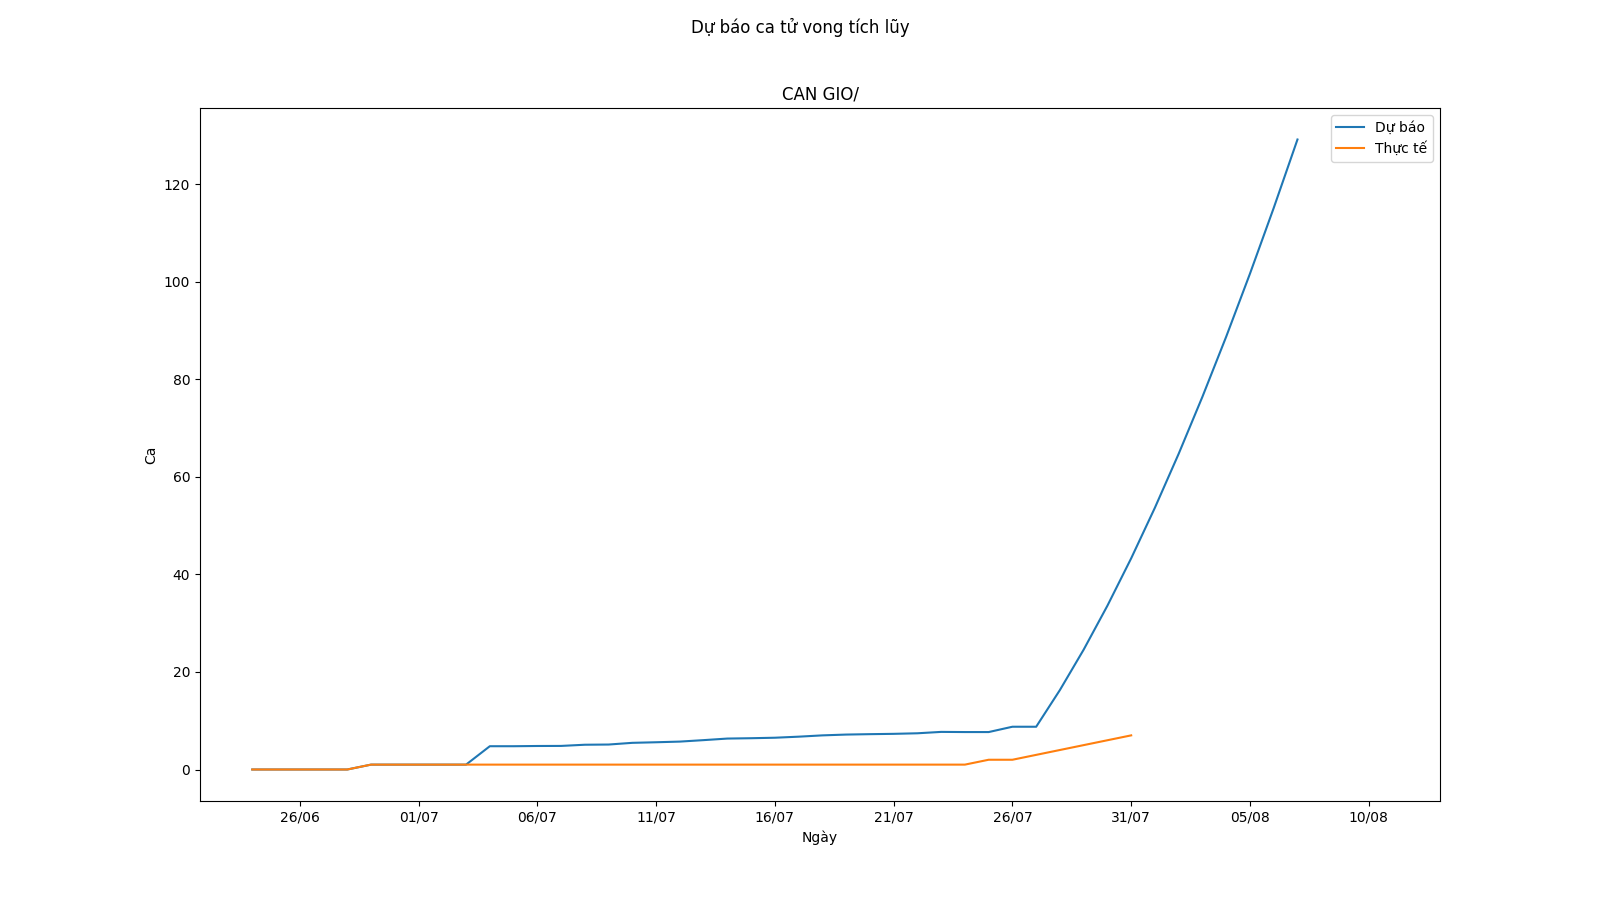 Dự báo ca tử vong tích lũy
CAN GIO/
Dự báo
Thực tế
120
100
80
60
40
20
0
Ca
26/06
01/07
06/07
11/07
16/07
21/07
26/07
31/07
05/08
10/08
Ngày